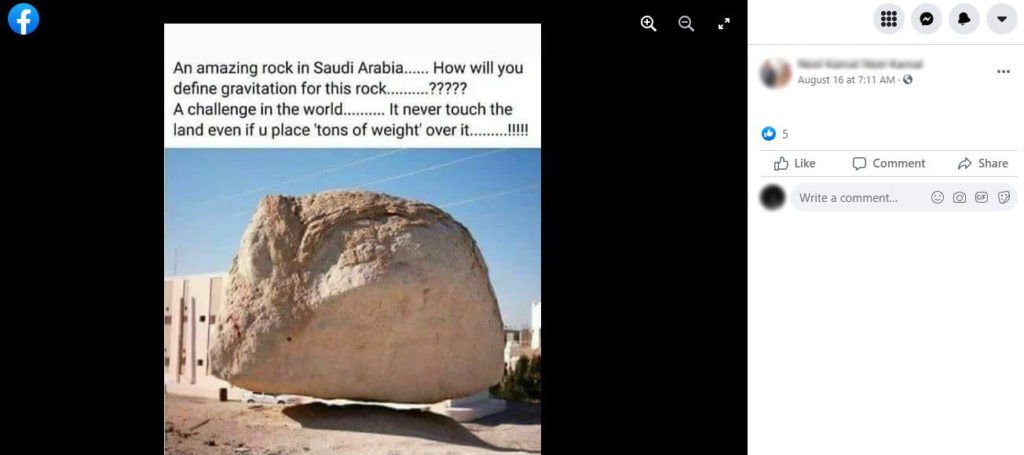 An amazing rock in Saudi Arabia...... How will you
define gravitation for this rock..........?????
A challenge in the world.......... It never touch the
land even if u place 'tons of weight' over it.........!!!!!
August 16 at 7:11 AM ·
5
Like Comment Share
Write a comment...
GIF